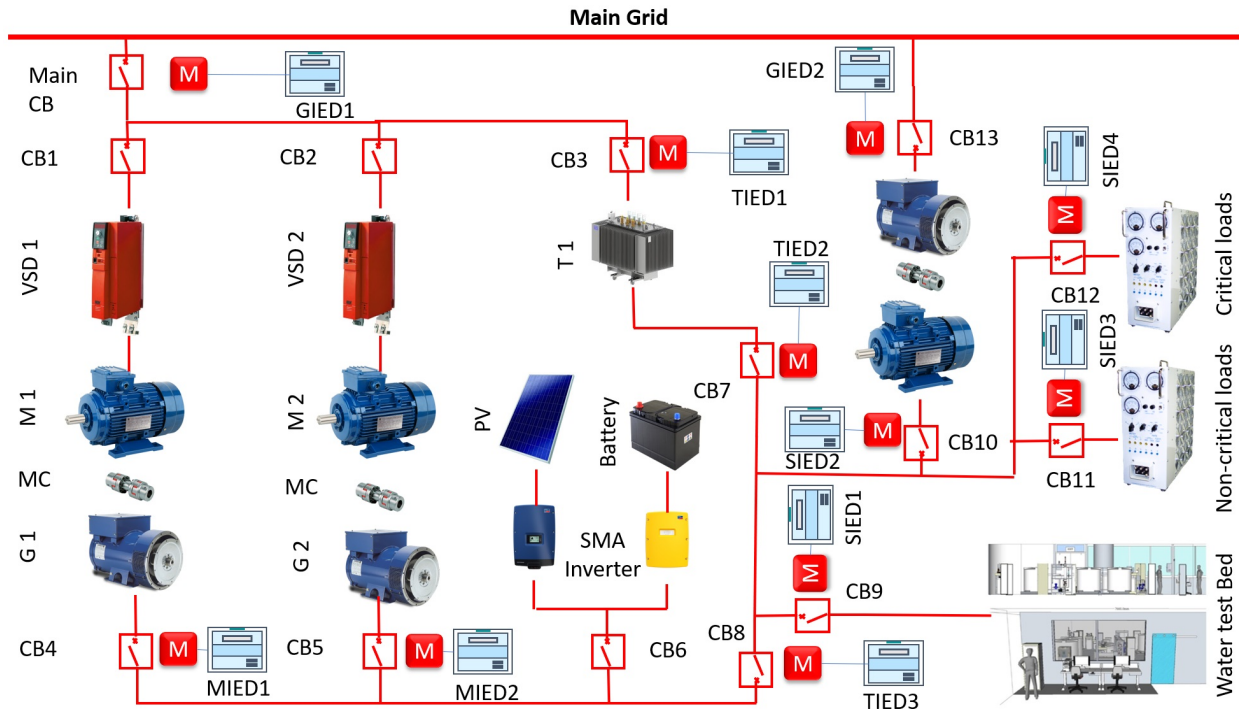 Main Grid
Main
CB
M
GIED1
GIED2
M
CB13
CB1
CB2
CB3
M
TIED1
SIED4
M
CB12
Critical loads
VSD 1
VSD 2
T 1
TIED2
M
CB7
SIED3
M
CB11
Non-critical loads
M 1
M 2
PV
Battery
M
SIED2
CB10
MC
MC
G 1
G 2
SMA
Inverter
SIED1
M
CB9
Water test Bed
CB4
M
MIED1
CB5
M
MIED2
CB6
CB8
M
TIED3